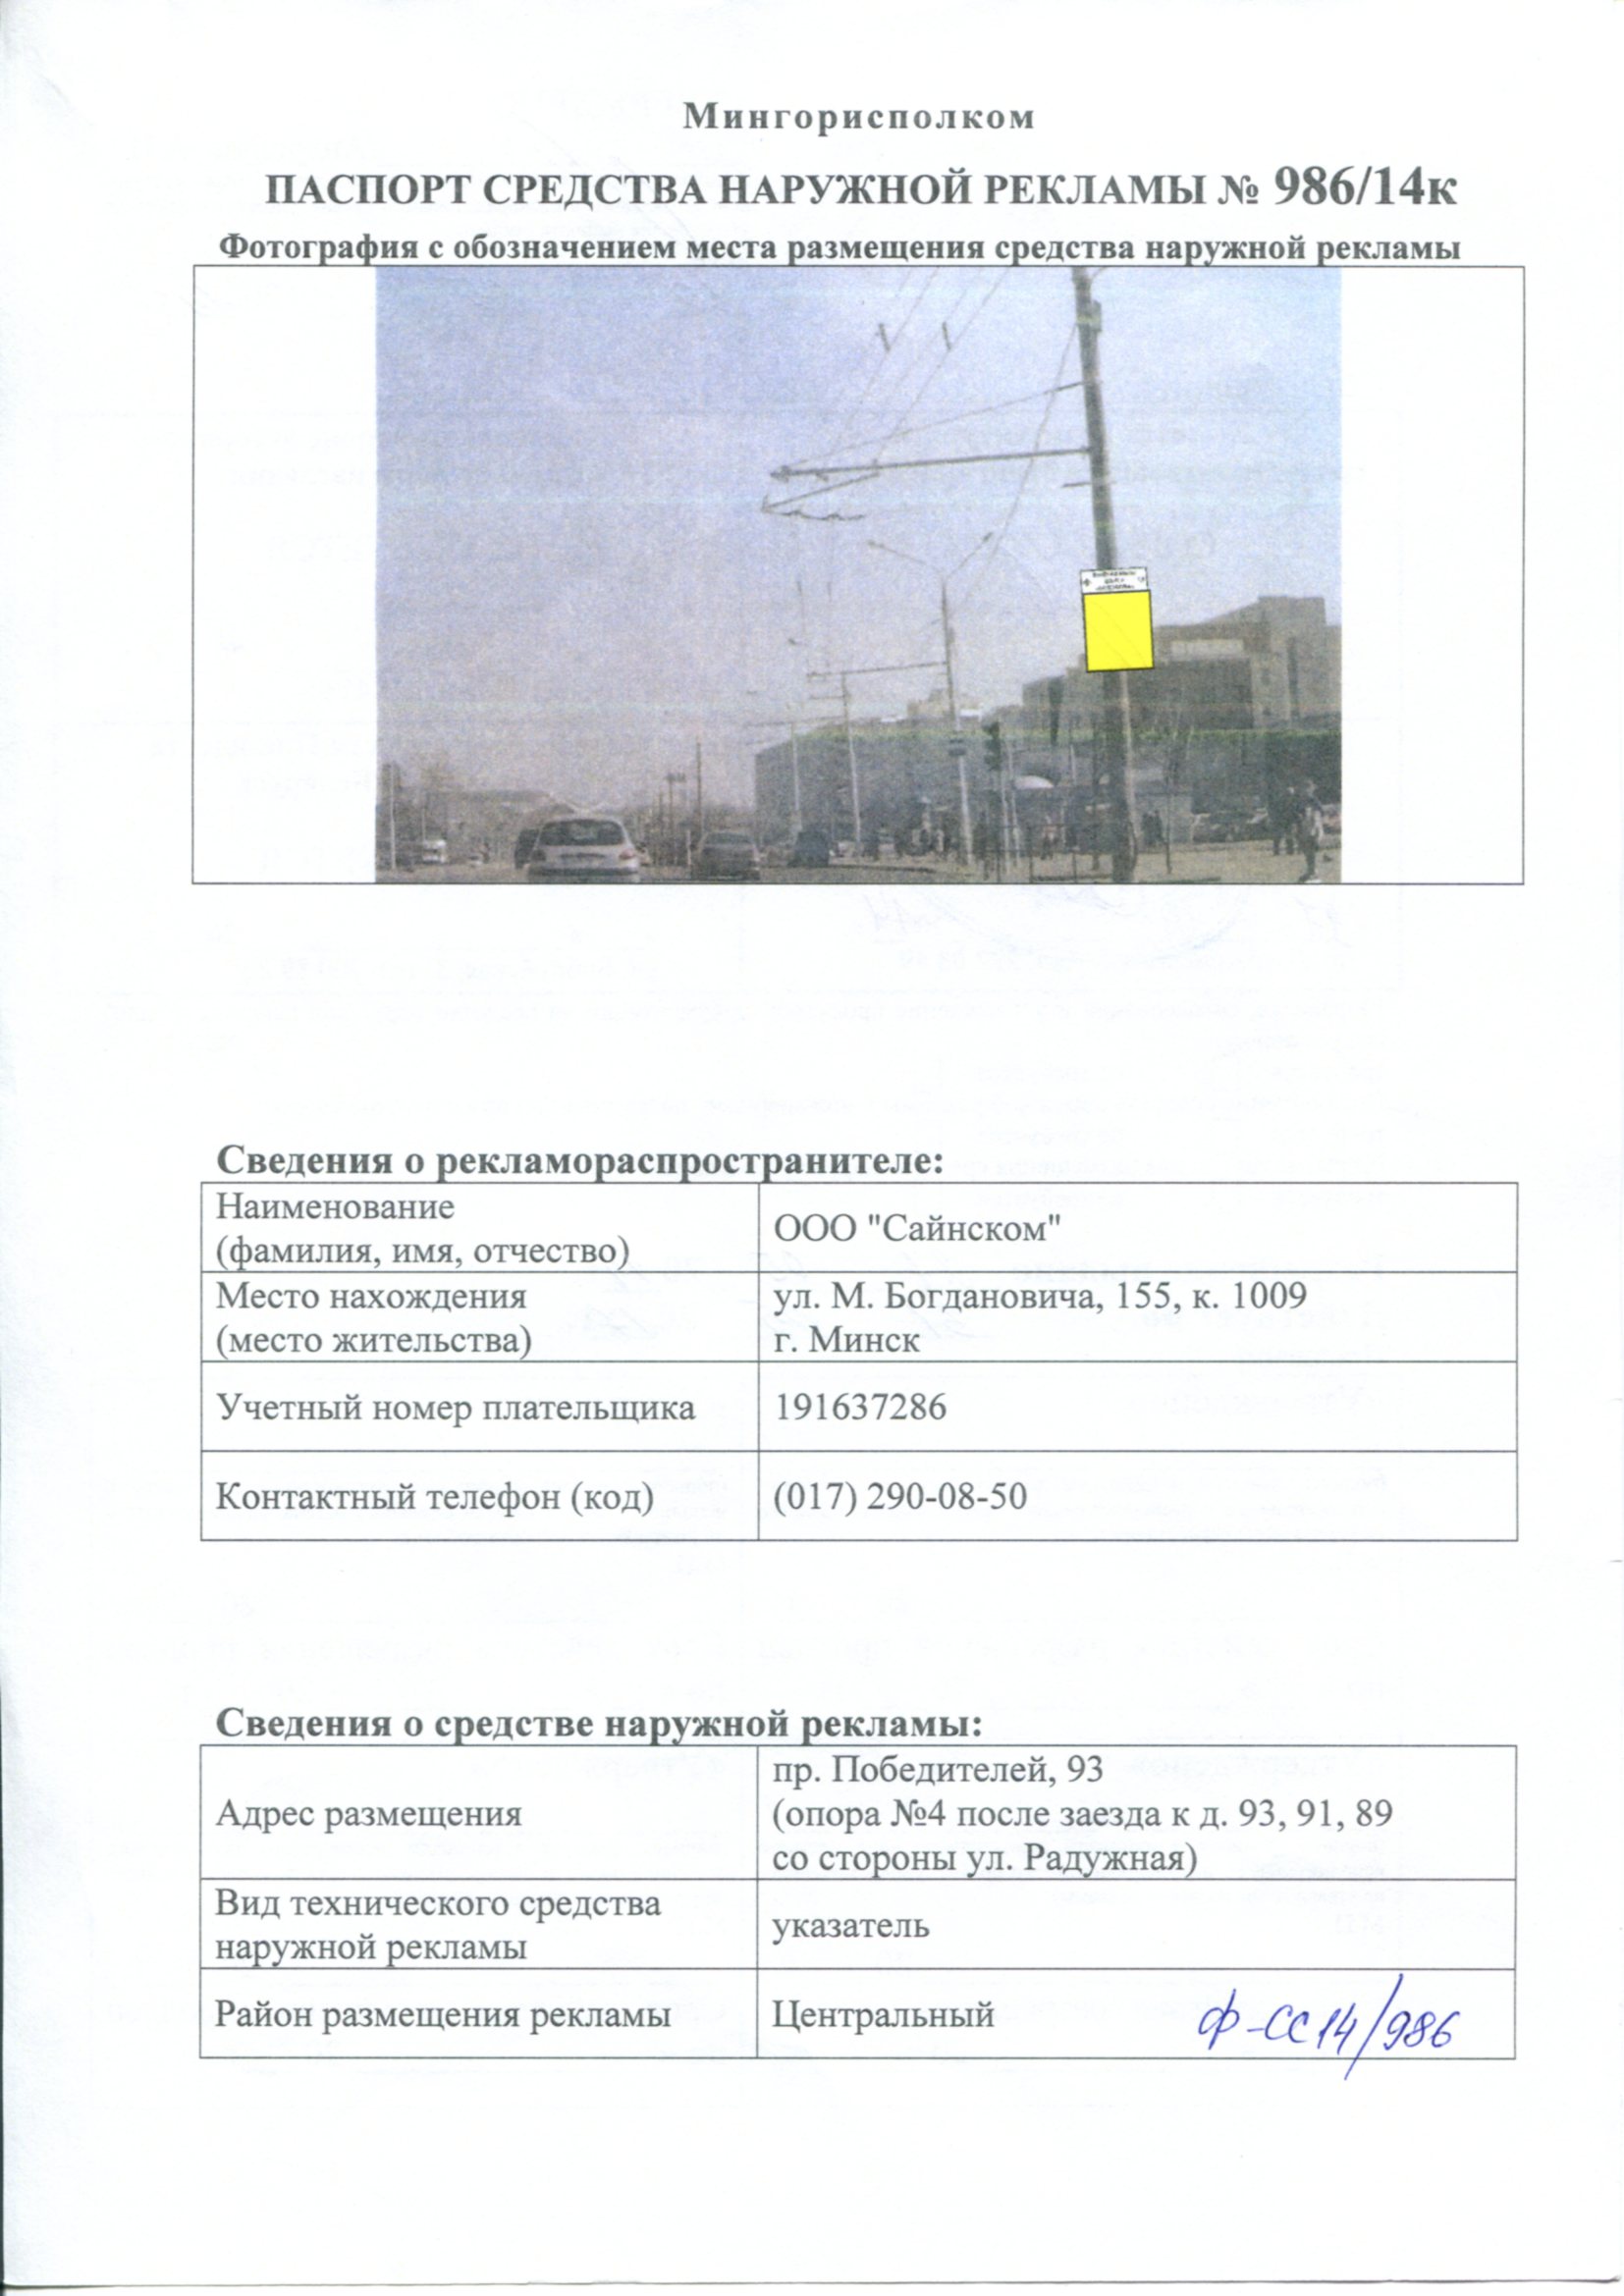 Мингорисполком
ПАСПОРТ СРЕДСТВА НАРУЖНОЙ РЕКЛАМЫ № 986/14к
Фотография с обозначением места размещения средства наружной рекламы
Сведения о рекламораспространителе:
Наименование
(фамилия, имя, отчество)
ООО "Сайнском"
Место нахождения
(место жительства)
ул. М. Богдановича, 155, к. 1009
г. Минск
Учетный номер плательщика
191637286
Контактный телефон (код)
(017) 290-08-50
Сведения о средстве наружной рекламы:
Адрес размещения
пр. Победителей, 93
(опора №4 после заезда к д. 93, 91, 89
со стороны ул. Радужная)
Вид технического средства
наружной рекламы
указатель
Район размещения рекламы
Центральный
Ф-СС14/986